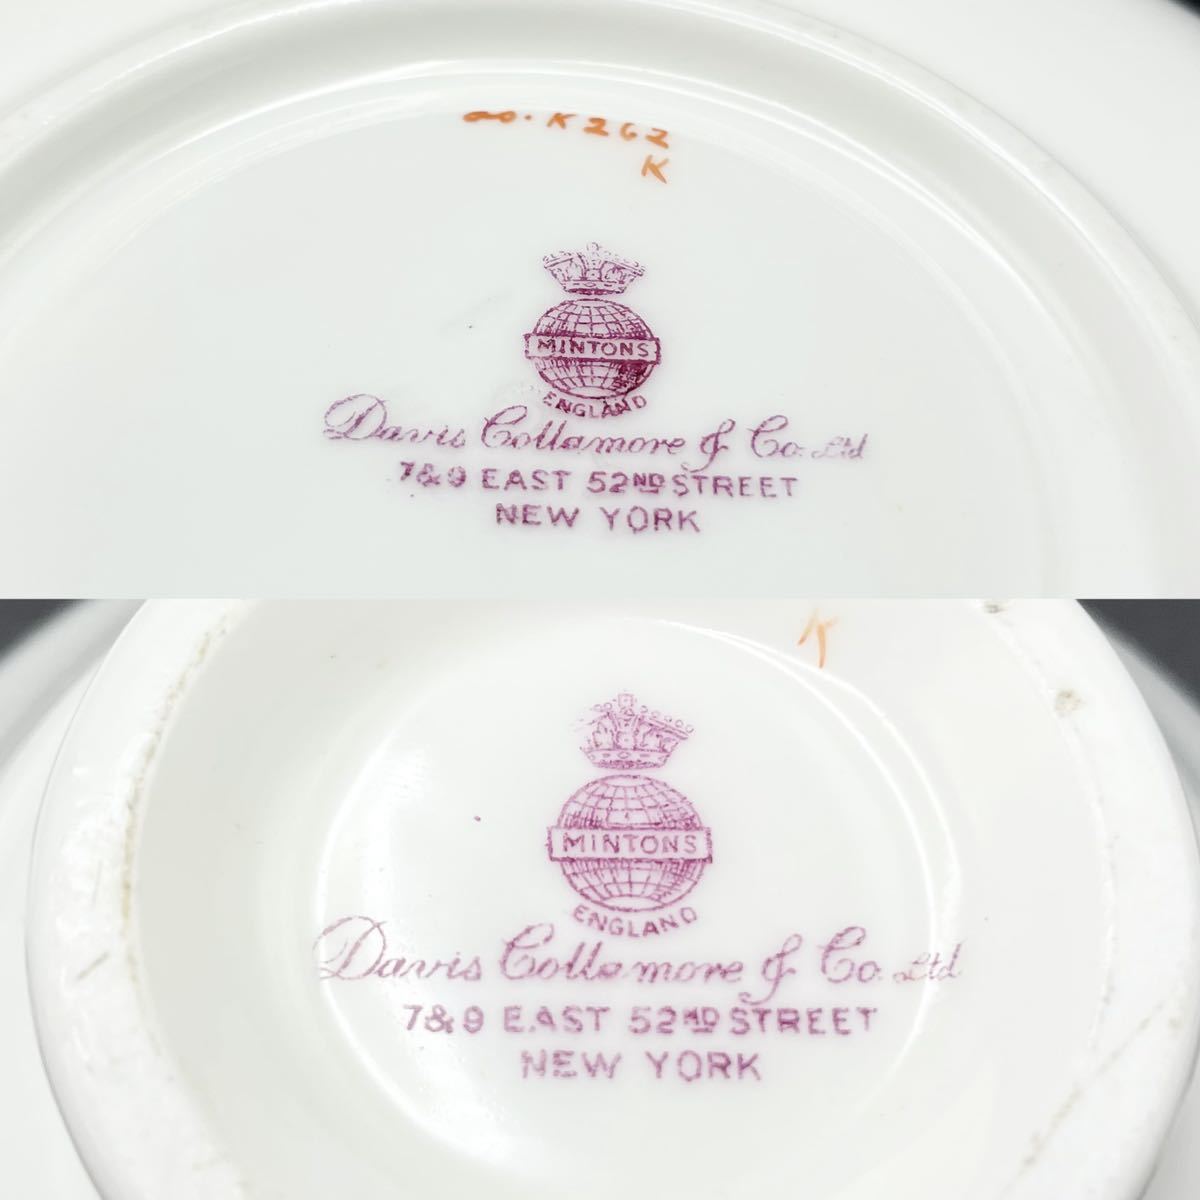 K262
K
MINTONS
ENGLAND
Davis Collamore & Co. Ltd
7 & 9 EAST 52ND STREET
NEW YORK
K
MINTONS
ENGLAND
Davis Collamore & Co. Ltd
7 & 9 EAST 52ND STREET
NEW YORK